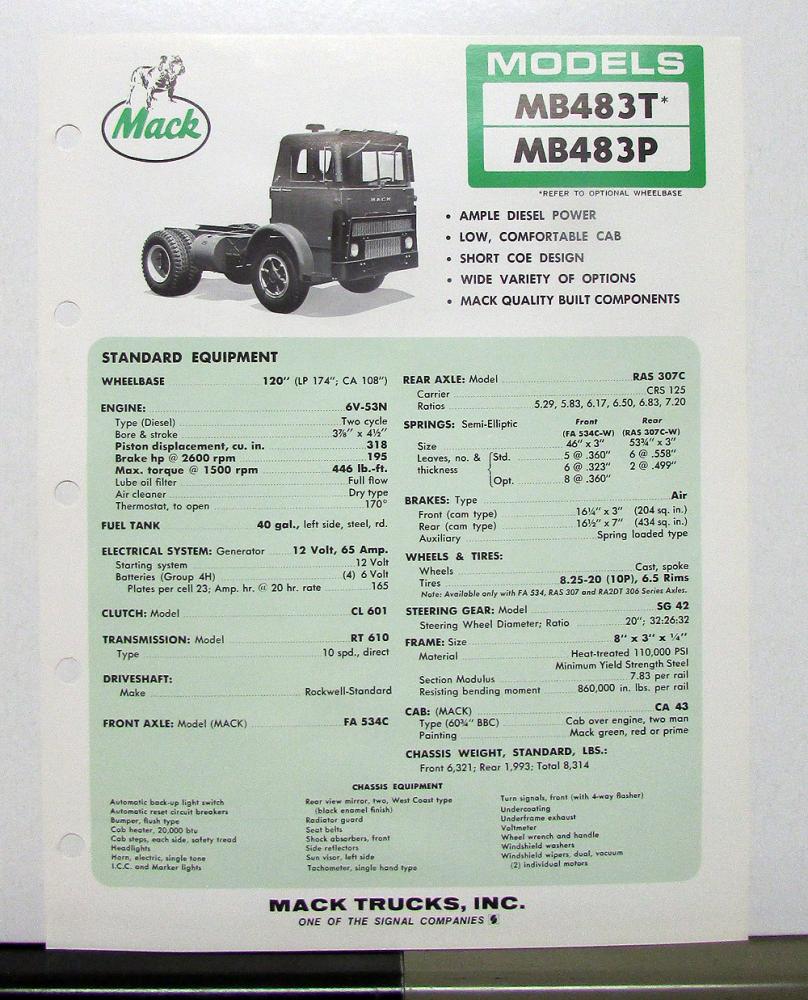 Mack
MODELS
MB483T*
MB483P
*REFER TO OPTIONAL WHEELBASE
MACK
• AMPLE DIESEL POWER
• LOW, COMFORTABLE CAB
• SHORT COE DESIGN
• WIDE VARIETY OF OPTIONS
• MACK QUALITY BUILT COMPONENTS
STANDARD EQUIPMENT
WHEELBASE 120" (LP 174"; CA 108")
ENGINE: 6V-53N
Type (Diesel) Two cycle
Bore & stroke 3⅞" x 4½"
Piston displacement, cu. in. 318
Brake hp @ 2600 rpm 195
Max. torque @ 1500 rpm 446 lb.-ft.
Lube oil filter Full flow
Air cleaner Dry type
Thermostat, to open 170°
FUEL TANK 40 gal., left side, steel, rd.
ELECTRICAL SYSTEM: Generator 12 Volt, 65 Amp.
Starting system 12 Volt
Batteries (Group 4H) (4) 6 Volt
Plates per cell 23; Amp. hr. @ 20 hr. rate 165
CLUTCH: Model CL 601
TRANSMISSION: Model RT 610
Type 10 spd., direct
DRIVESHAFT:
Make Rockwell-Standard
FRONT AXLE: Model (MACK) FA 534C
REAR AXLE: Model RAS 307C
Carrier CRS 125
Ratios 5.29, 5.83, 6.17, 6.50, 6.83, 7.20
SPRINGS: Semi-Elliptic Front Rear
(FA 534C-W) (RAS 307C-W)
Size 46" x 3" 53¾" x 3"
Leaves, no. & Std. 5 @ .360" 6 @ .558"
thickness 6 @ .323" 2 @ .499"
Opt. 8 @ .360"
BRAKES: Type Air
Front (cam type) 16¼" x 3" (204 sq. in.)
Rear (cam type) 16½" x 7" (434 sq. in.)
Auxiliary Spring loaded type
WHEELS & TIRES:
Wheels Cast, spoke
Tires 8.25-20 (10P), 6.5 Rims
Note: Available only with FA 534, RAS 307 and RA2DT 306 Series Axles.
STEERING GEAR: Model SG 42
Steering Wheel Diameter; Ratio 20"; 32:26:32
FRAME: Size 8" x 3" x ¼"
Material Heat-treated 110,000 PSI
Minimum Yield Strength Steel
Section Modulus 7.83 per rail
Resisting bending moment 860,000 in. lbs. per rail
CAB: (MACK) CA 43
Type (60¾" BBC) Cab over engine, two man
Painting Mack green, red or prime
CHASSIS WEIGHT, STANDARD, LBS.:
Front 6,321; Rear 1,993; Total 8,314
CHASSIS EQUIPMENT
Automatic back-up light switch
Automatic reset circuit breakers
Bumper, flush type
Cab heater, 20,000 btu
Cab steps, each side, safety tread
Headlights
Horn, electric, single tone
I.C.C. and Marker lights
Rear view mirror, two, West Coast type
(black enamel finish)
Radiator guard
Seat belts
Shock absorbers, front
Side reflectors
Sun visor, left side
Tachometer, single hand type
Turn signals, front (with 4-way flasher)
Undercoating
Underframe exhaust
Voltmeter
Wheel wrench and handle
Windshield washers
Windshield wipers, dual, vacuum
(2) individual motors
MACK TRUCKS, INC.
ONE OF THE SIGNAL COMPANIES